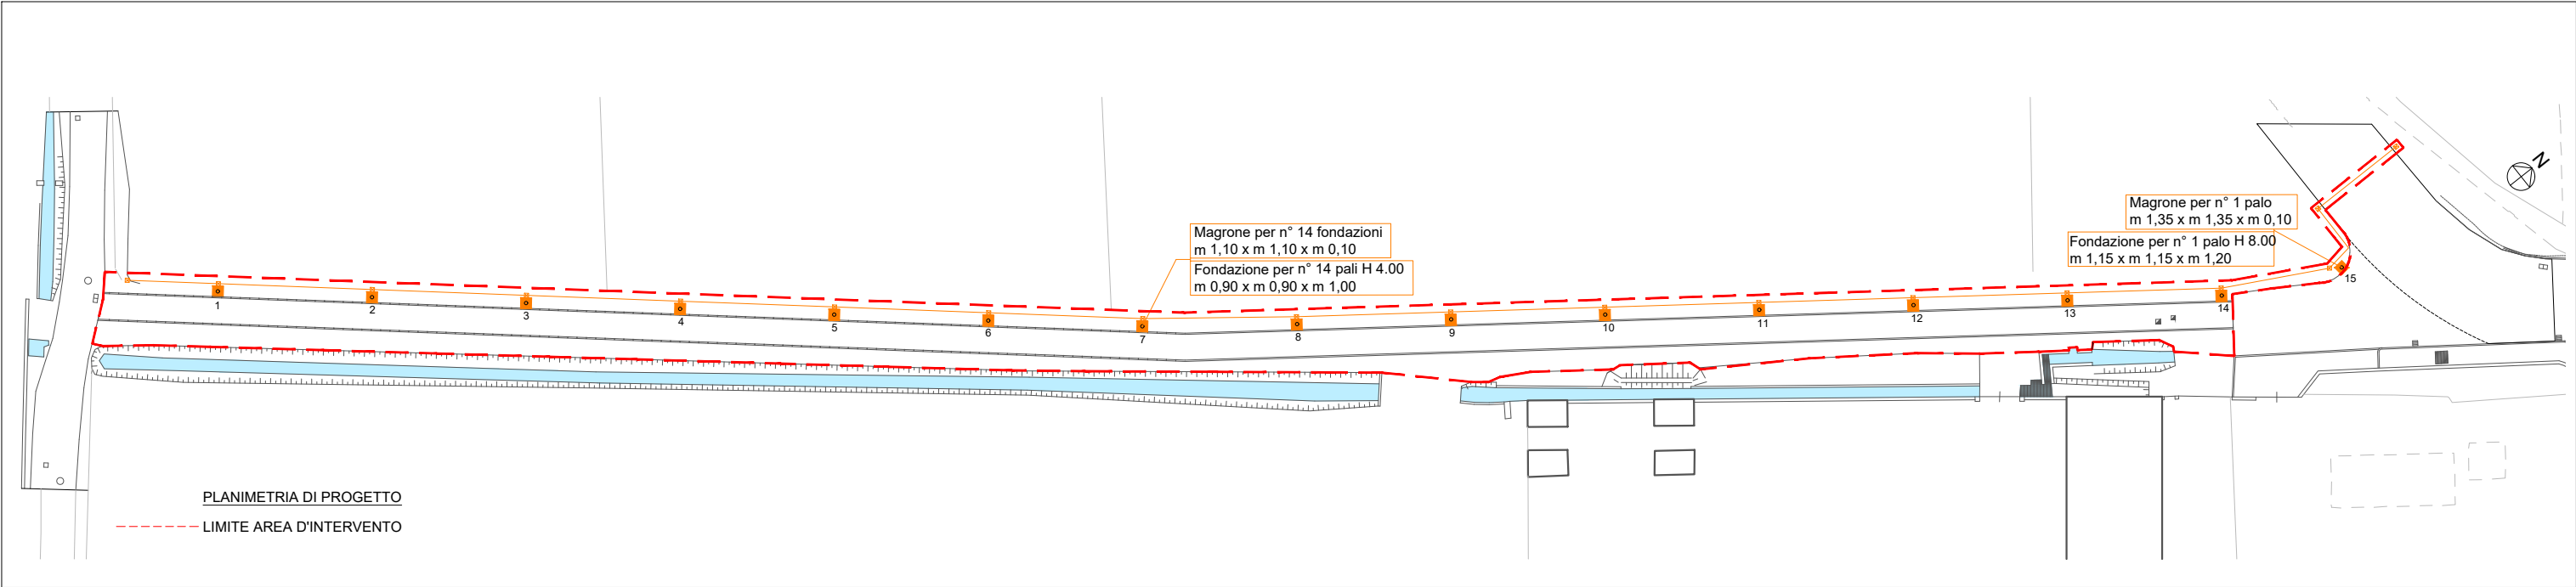 N
Magrone per n° 1 palo
m 1,35 x m 1,35 x m 0,10
Magrone per n° 14 fondazioni
m 1,10 x m 1,10 x m 0,10
Fondazione per n° 1 palo H 8.00
m 1,15 x m 1,15 x m 1,20
Fondazione per n° 14 pali H 4.00
m 0,90 x m 0,90 x m 1,00
1
2
3
4
5
6
7
8
9
10
11
12
13
14
15
PLANIMETRIA DI PROGETTO
LIMITE AREA D'INTERVENTO